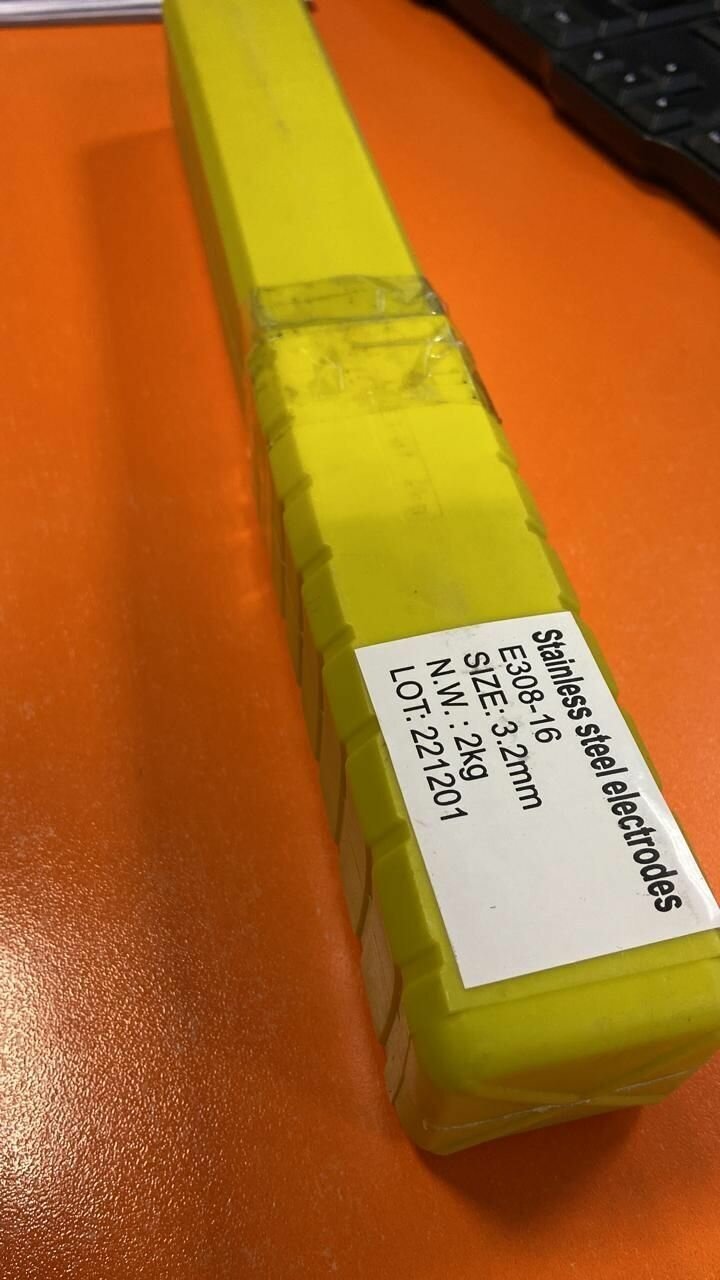 Stainless steel electrodes
E308-16
SIZE: 3.2mm
N.W. : 2kg
LOT: 221201